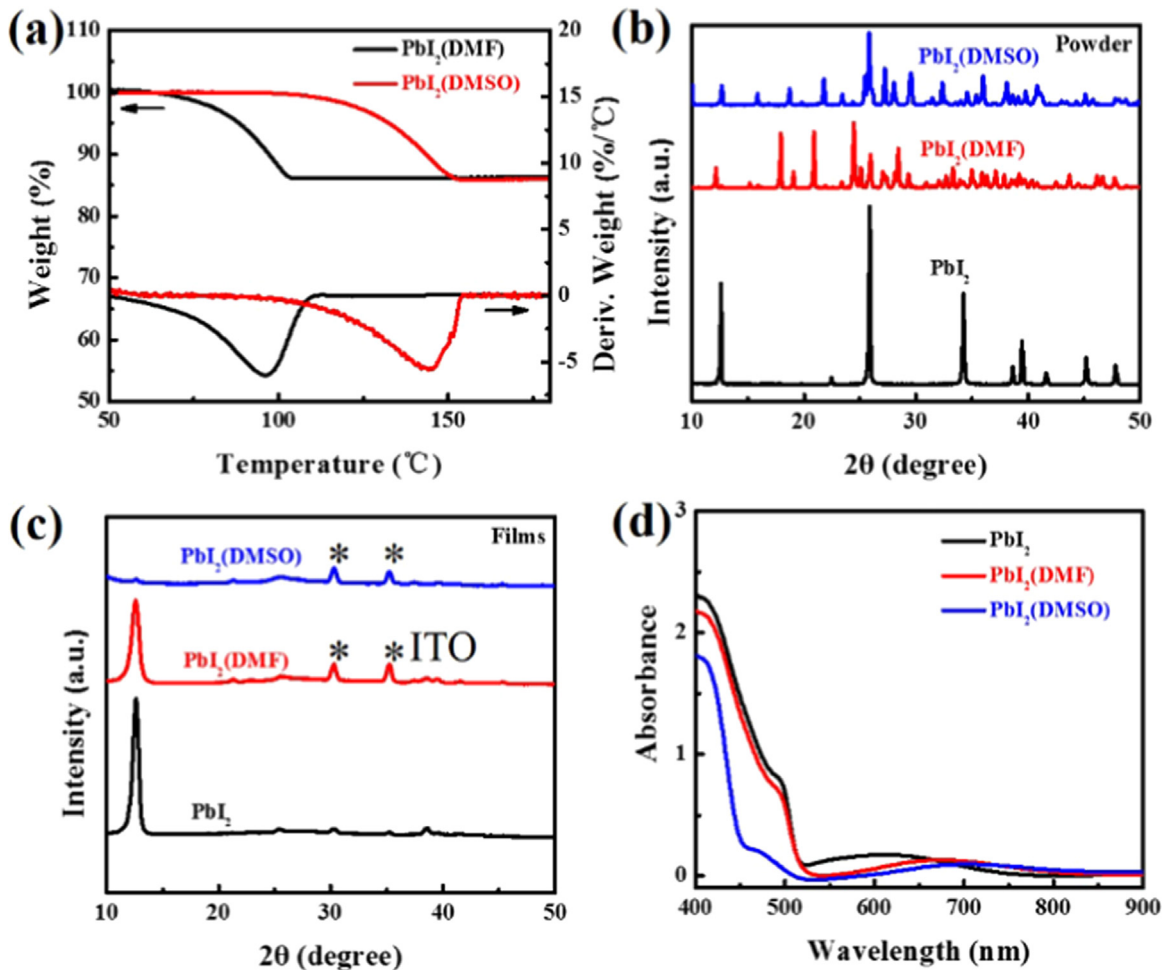 (a)
110
100
90
80
70
60
50
Weight (%)
PbI₂(DMF)
PbI₂(DMSO)
20
15
10
5
0
-5
Deriv. Weight (%/℃)
50
100
150
Temperature (℃)
(b)
Powder
PbI₂(DMSO)
PbI₂(DMF)
PbI₂
Intensity (a.u.)
10
20
30
40
50
2θ (degree)
(c)
Films
PbI₂(DMSO)
* *
PbI₂(DMF)
* * ITO
PbI₂
Intensity (a.u.)
10
20
30
40
50
2θ (degree)
(d)
3
2
1
0
Absorbance
PbI₂
PbI₂(DMF)
PbI₂(DMSO)
400
500
600
700
800
900
Wavelength (nm)